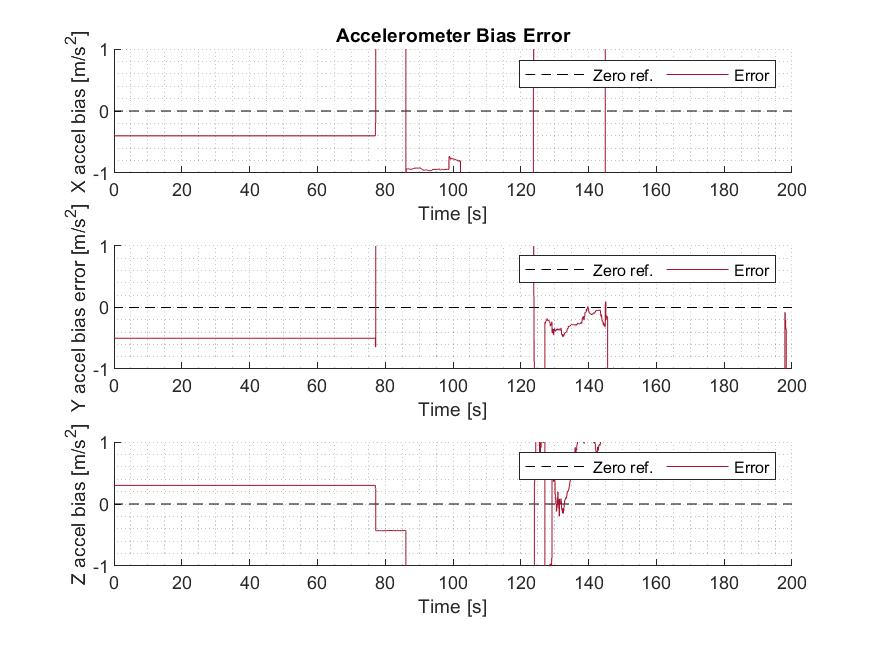 Accelerometer Bias Error
X accel bias [m/s²]
1
0
-1
Zero ref. Error
0 20 40 60 80 100 120 140 160 180 200
Time [s]
Y accel bias error [m/s²]
1
0
-1
Zero ref. Error
0 20 40 60 80 100 120 140 160 180 200
Time [s]
Z accel bias [m/s²]
1
0
-1
Zero ref. Error
0 20 40 60 80 100 120 140 160 180 200
Time [s]